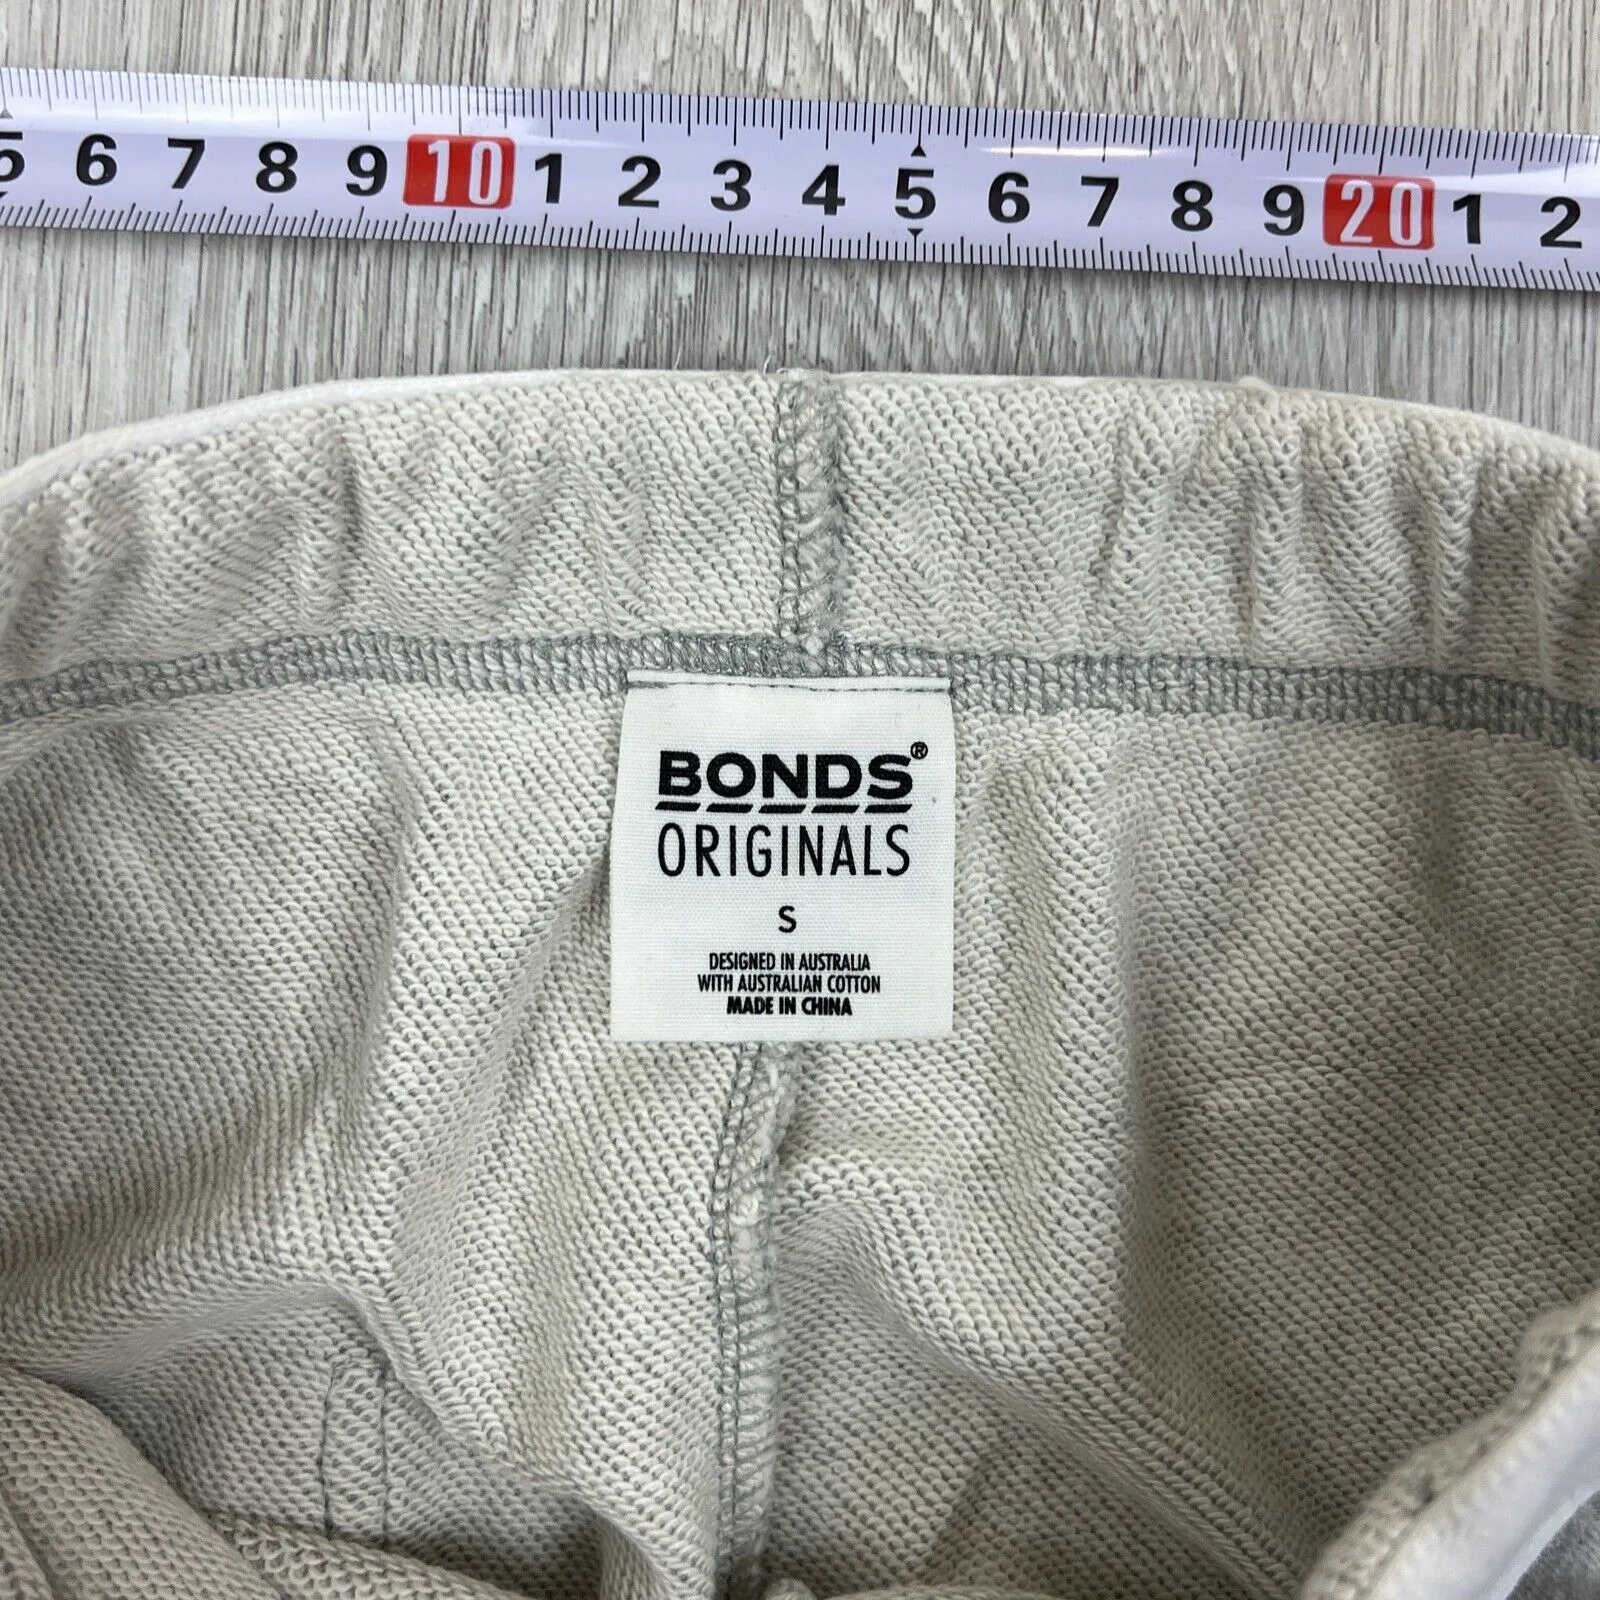 5 6 7 8 9 10 1 2 3 4 5 6 7 8 9 20 1 2
BONDS®
ORIGINALS
S
DESIGNED IN AUSTRALIA
WITH AUSTRALIAN COTTON
MADE IN CHINA